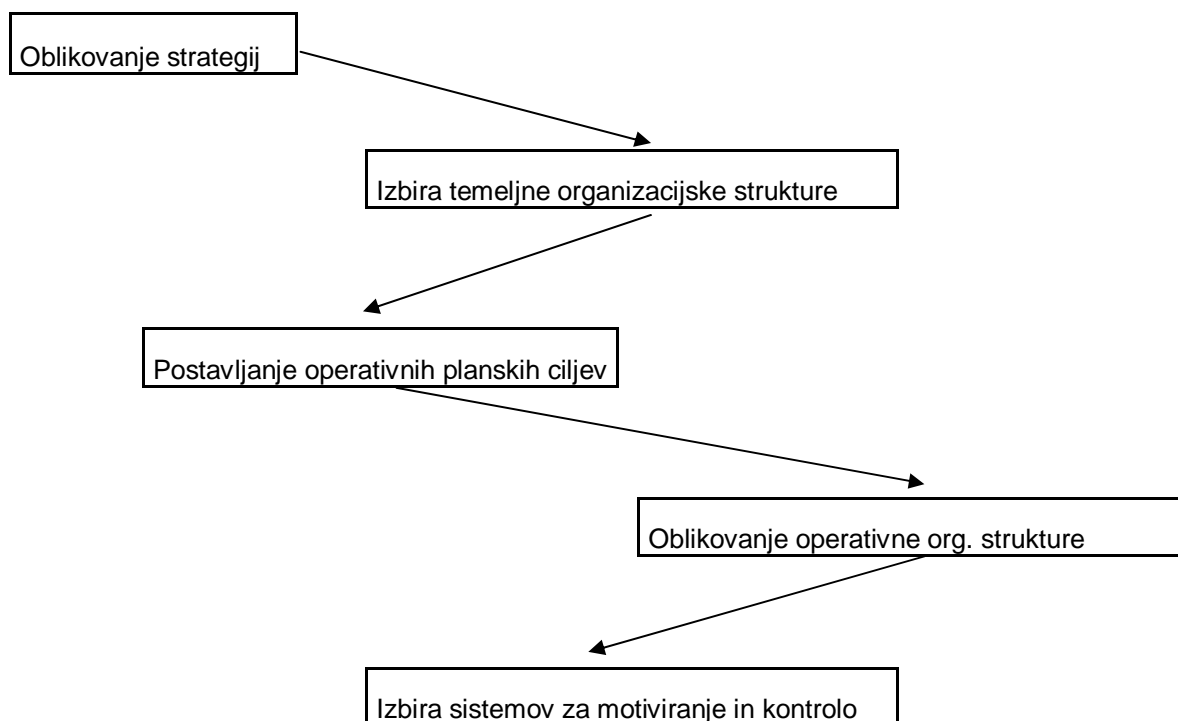 Oblikovanje strategij
Izbira temeljne organizacijske strukture
Postavljanje operativnih planskih ciljev
Oblikovanje operativne org. strukture
Izbira sistemov za motiviranje in kontrolo